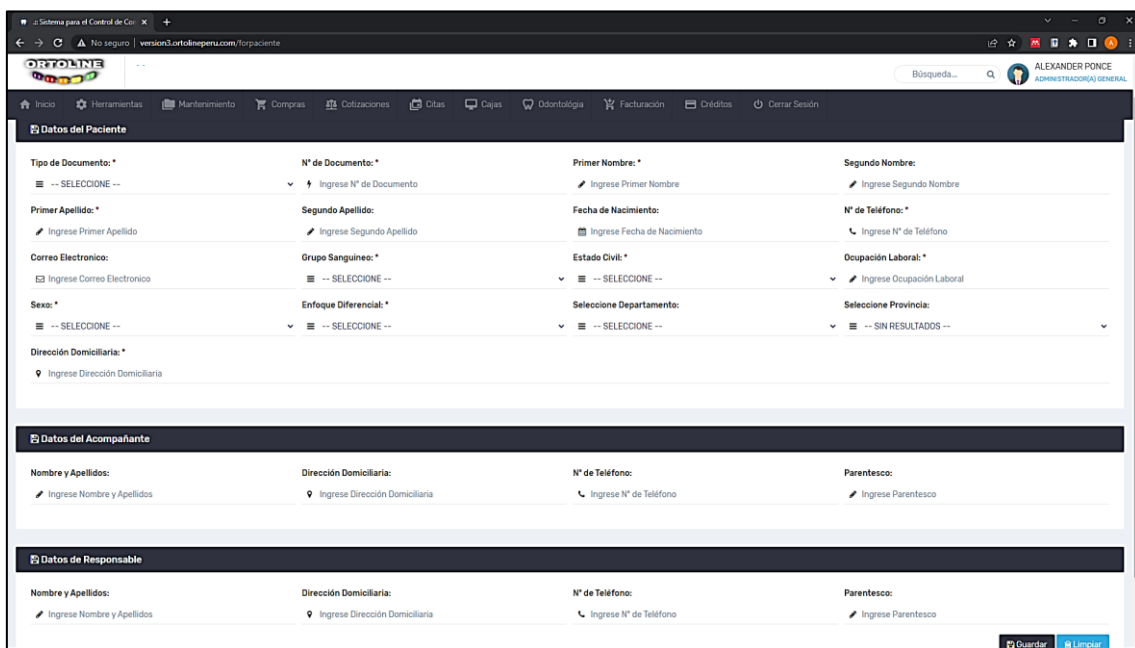 .:: Sistema para el Control de Con
No seguro | version3.ortolineperu.com/forpaciente
ORTOLINE
Búsqueda...
ALEXANDER PONCE
ADMINISTRADOR(A) GENERAL
Inicio Herramientas Mantenimiento Compras Cotizaciones Citas Cajas Odontológia Facturación Créditos Cerrar Sesión
Datos del Paciente
Tipo de Documento: * N° de Documento: * Primer Nombre: * Segundo Nombre:
-- SELECCIONE -- Ingrese N° de Documento Ingrese Primer Nombre Ingrese Segundo Nombre
Primer Apellido: * Segundo Apellido: Fecha de Nacimiento: N° de Teléfono: *
Ingrese Primer Apellido Ingrese Segundo Apellido Ingrese Fecha de Nacimiento Ingrese N° de Teléfono
Correo Electronico: Grupo Sanguineo: * Estado Civil: * Ocupación Laboral: *
Ingrese Correo Electronico -- SELECCIONE -- -- SELECCIONE -- Ingrese Ocupación Laboral
Sexo: * Enfoque Diferencial: * Seleccione Departamento: Seleccione Provincia:
-- SELECCIONE -- -- SELECCIONE -- -- SELECCIONE -- -- SIN RESULTADOS --
Dirección Domiciliaria: *
Ingrese Dirección Domiciliaria
Datos del Acompañante
Nombre y Apellidos: Dirección Domiciliaria: N° de Teléfono: Parentesco:
Ingrese Nombre y Apellidos Ingrese Dirección Domiciliaria Ingrese N° de Teléfono Ingrese Parentesco
Datos de Responsable
Nombre y Apellidos: Dirección Domiciliaria: N° de Teléfono: Parentesco:
Ingrese Nombre y Apellidos Ingrese Dirección Domiciliaria Ingrese N° de Teléfono Ingrese Parentesco
Guardar Limpiar